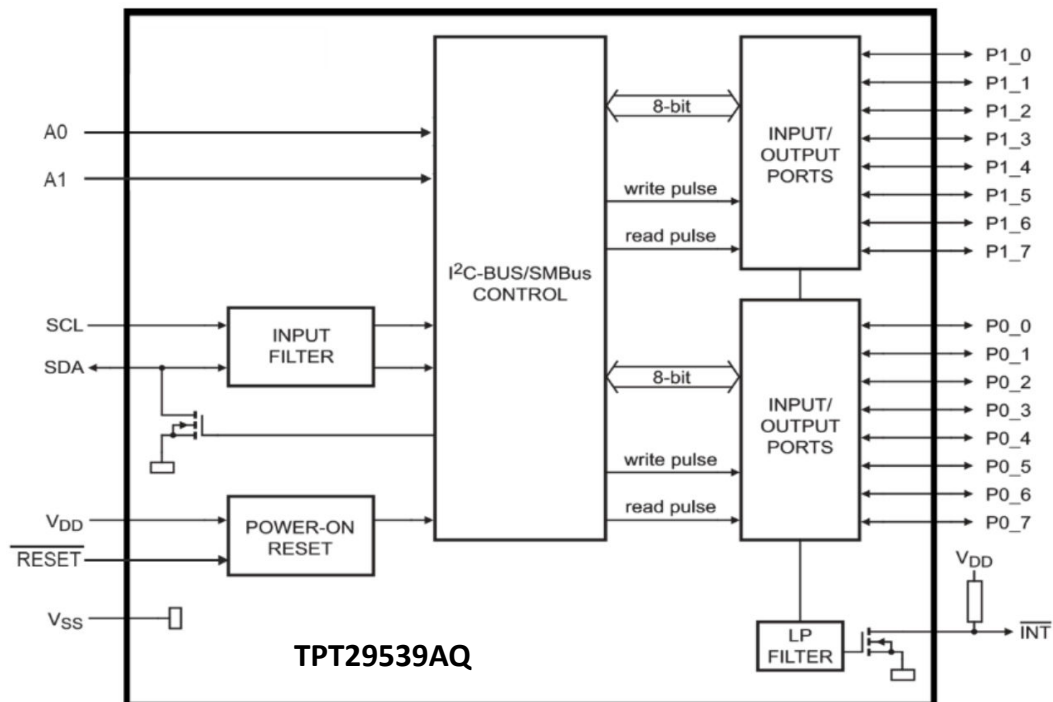 A0
A1
SCL
SDA
VDD
RESET
VSS
INPUT
FILTER
POWER-ON
RESET
I2C-BUS/SMBus
CONTROL
8-bit
write pulse
read pulse
8-bit
write pulse
read pulse
INPUT/
OUTPUT
PORTS
INPUT/
OUTPUT
PORTS
LP
FILTER
P1_0
P1_1
P1_2
P1_3
P1_4
P1_5
P1_6
P1_7
P0_0
P0_1
P0_2
P0_3
P0_4
P0_5
P0_6
P0_7
VDD
INT
TPT29539AQ